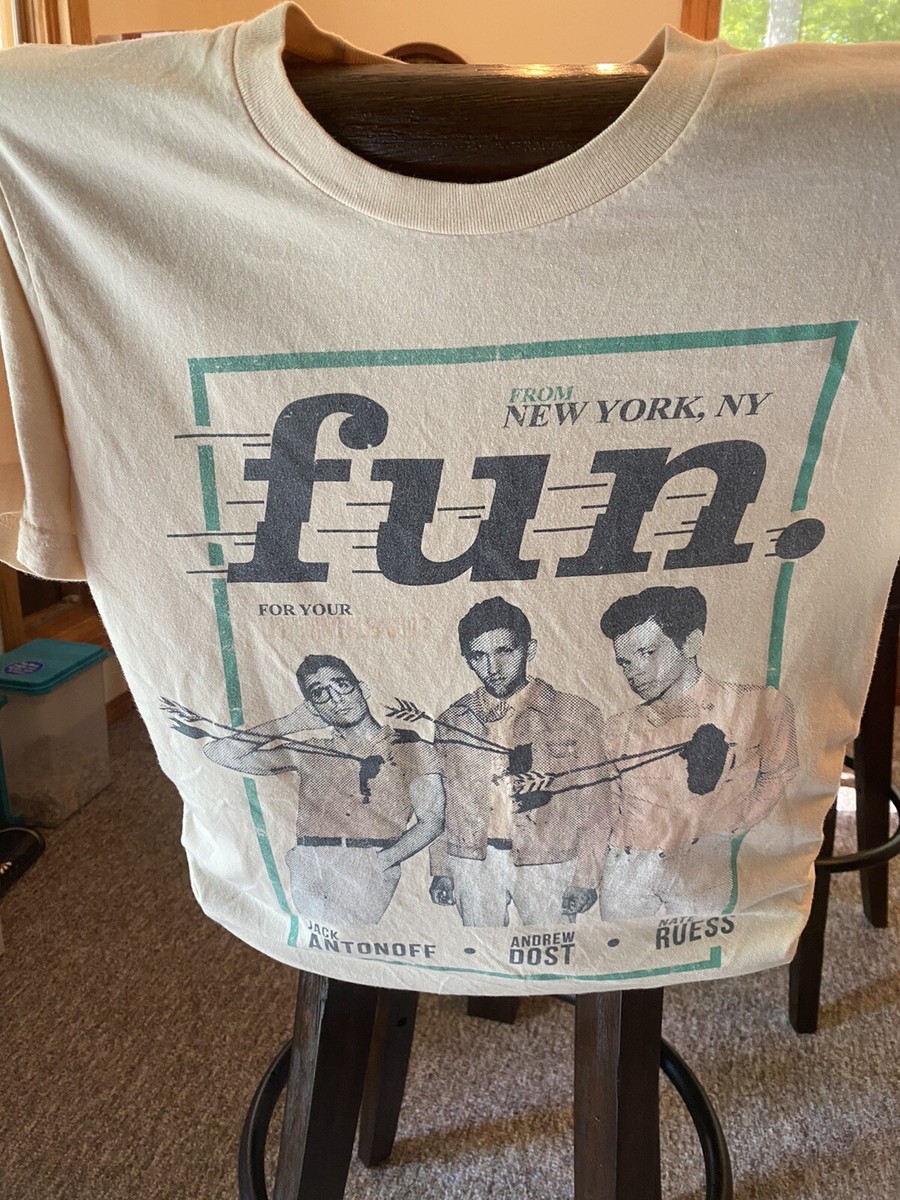 FROM
NEW YORK, NY
fun.
FOR YOUR
JACK
ANTONOFF • ANDREW
DOST • NATE
RUESS